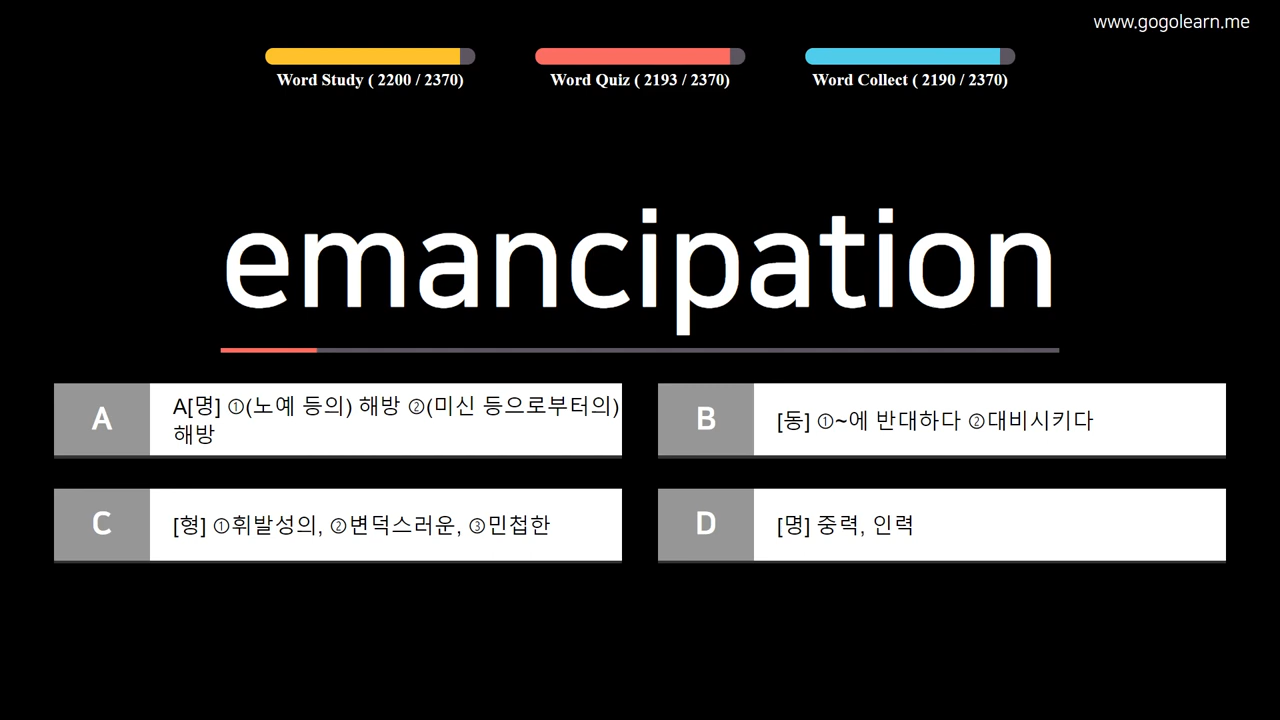 www.gogolearn.me
Word Study ( 2200 / 2370)
Word Quiz ( 2193 / 2370)
Word Collect ( 2190 / 2370)
emancipation
A
A[명] ①(노예 등의) 해방 ②(미신 등으로부터의)
해방
B
[동] ①~에 반대하다 ②대비시키다
C
[형] ①휘발성의, ②변덕스러운, ③민첩한
D
[명] 중력, 인력